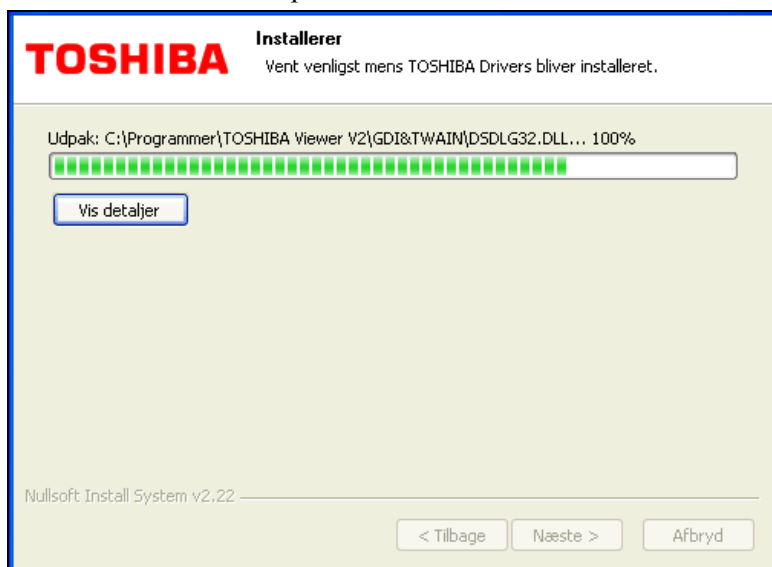 TOSHIBA
Installerer
Vent venligst mens TOSHIBA Drivers bliver installeret.
Udpak: C:\Programmer\TOSHIBA Viewer V2\GDI&TWAIN\DSDLG32.DLL... 100%
Vis detaljer
Nullsoft Install System v2.22
< Tilbage
Næste >
Afbryd